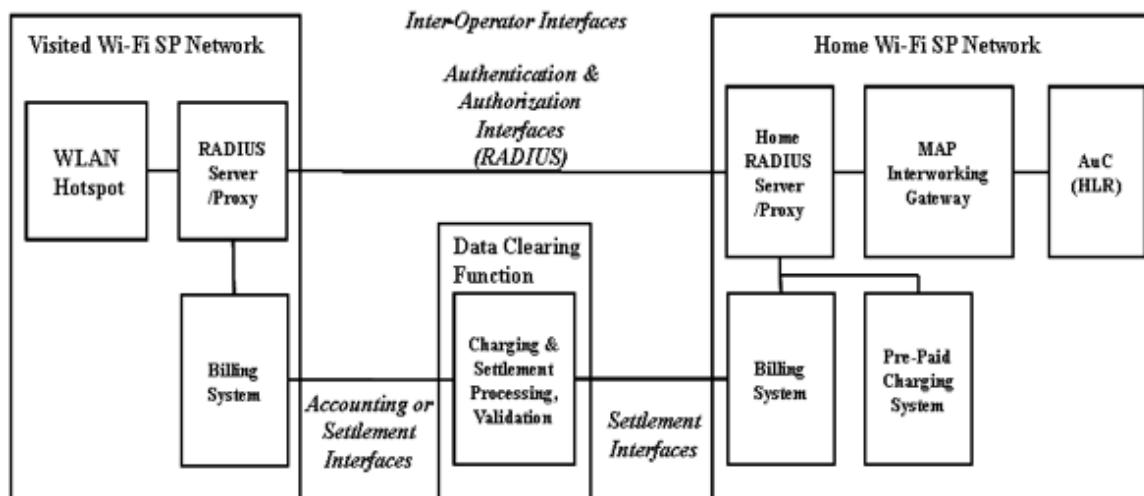 Inter-Operator Interfaces
Visited Wi-Fi SP Network
Home Wi-Fi SP Network
Authentication &
Authorization
Interfaces
(RADIUS)
WLAN
Hotspot
RADIUS
Server
/Proxy
Home
RADIUS
Server
/Proxy
MAP
Interworking
Gateway
AuC
(HLR)
Data Clearing
Function
Billing
System
Charging &
Settlement
Processing,
Validation
Billing
System
Pre-Paid
Charging
System
Accounting or
Settlement
Interfaces
Settlement
Interfaces